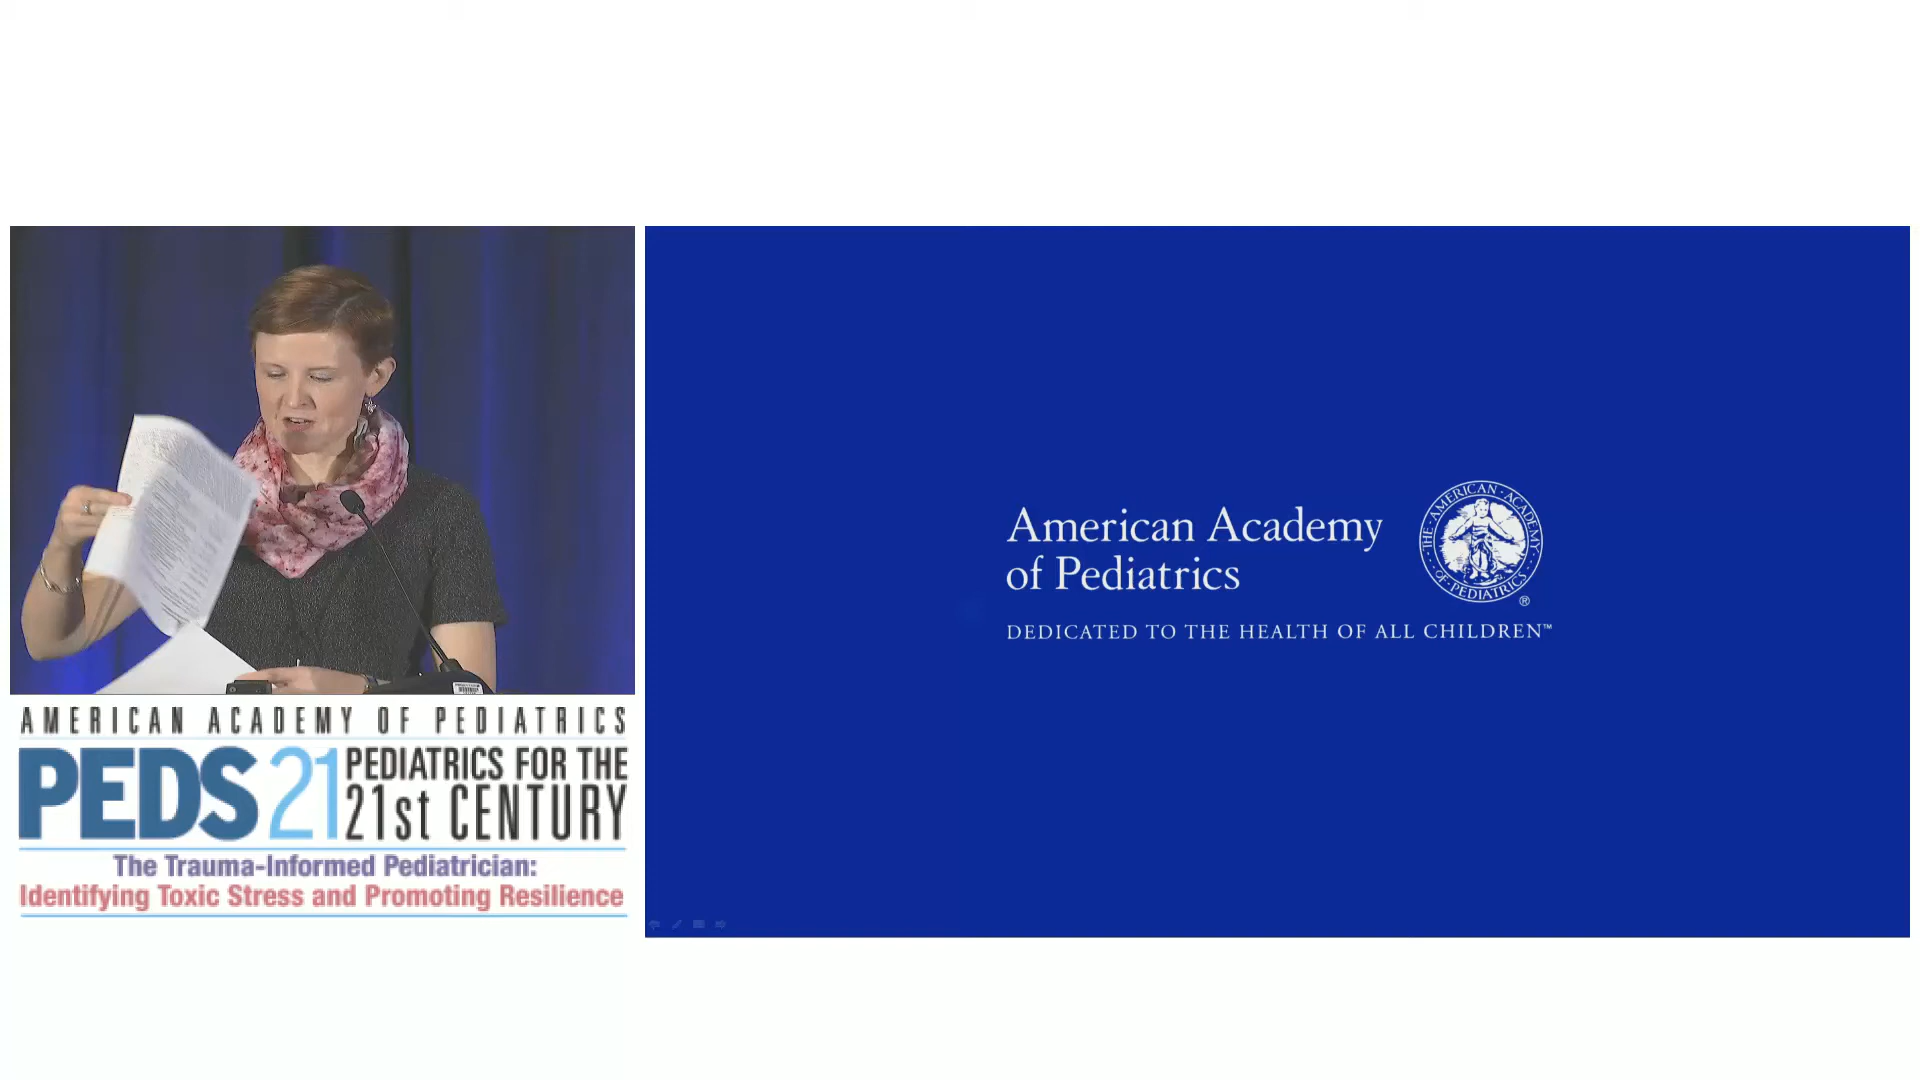 AMERICAN ACADEMY OF PEDIATRICS
PEDS 21 PEDIATRICS FOR THE
21st CENTURY
The Trauma-Informed Pediatrician:
Identifying Toxic Stress and Promoting Resilience
American Academy
of Pediatrics
DEDICATED TO THE HEALTH OF ALL CHILDREN™
THE · AMERICAN · ACADEMY · OF · PEDIATRICS ·
®